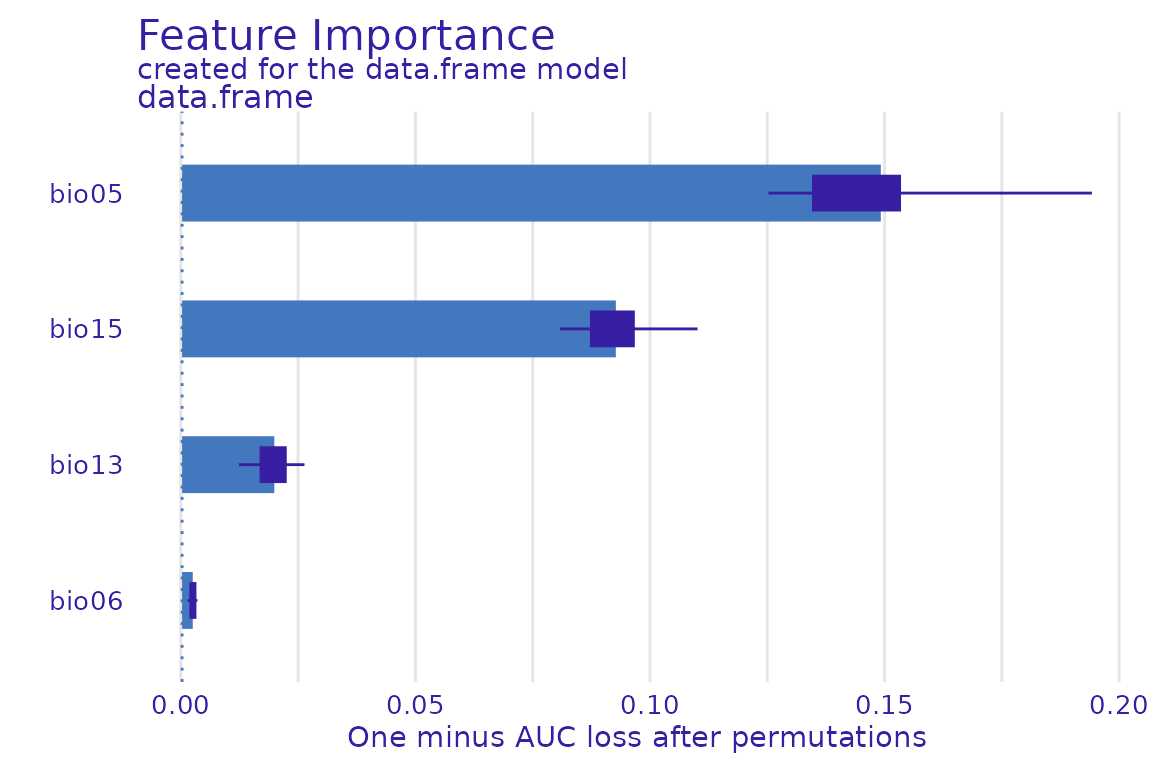 Feature Importance
created for the data.frame model
data.frame
bio05
bio15
bio13
bio06
0.00 0.05 0.10 0.15 0.20
One minus AUC loss after permutations